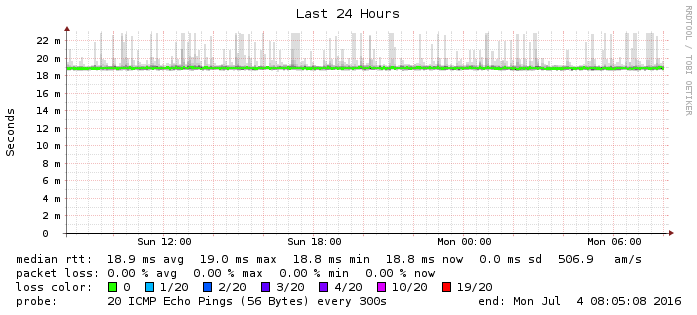 Last 24 Hours
RRDTOOL / TOBI OETIKER
Seconds
22 m
20 m
18 m
16 m
14 m
12 m
10 m
8 m
6 m
4 m
2 m
0
Sun 12:00 Sun 18:00 Mon 00:00 Mon 06:00
median rtt: 18.9 ms avg 19.0 ms max 18.8 ms min 18.8 ms now 0.0 ms sd 506.9 am/s
packet loss: 0.00 % avg 0.00 % max 0.00 % min 0.00 % now
loss color: 0 1/20 2/20 3/20 4/20 10/20 19/20
probe: 20 ICMP Echo Pings (56 Bytes) every 300s end: Mon Jul 4 08:05:08 2016